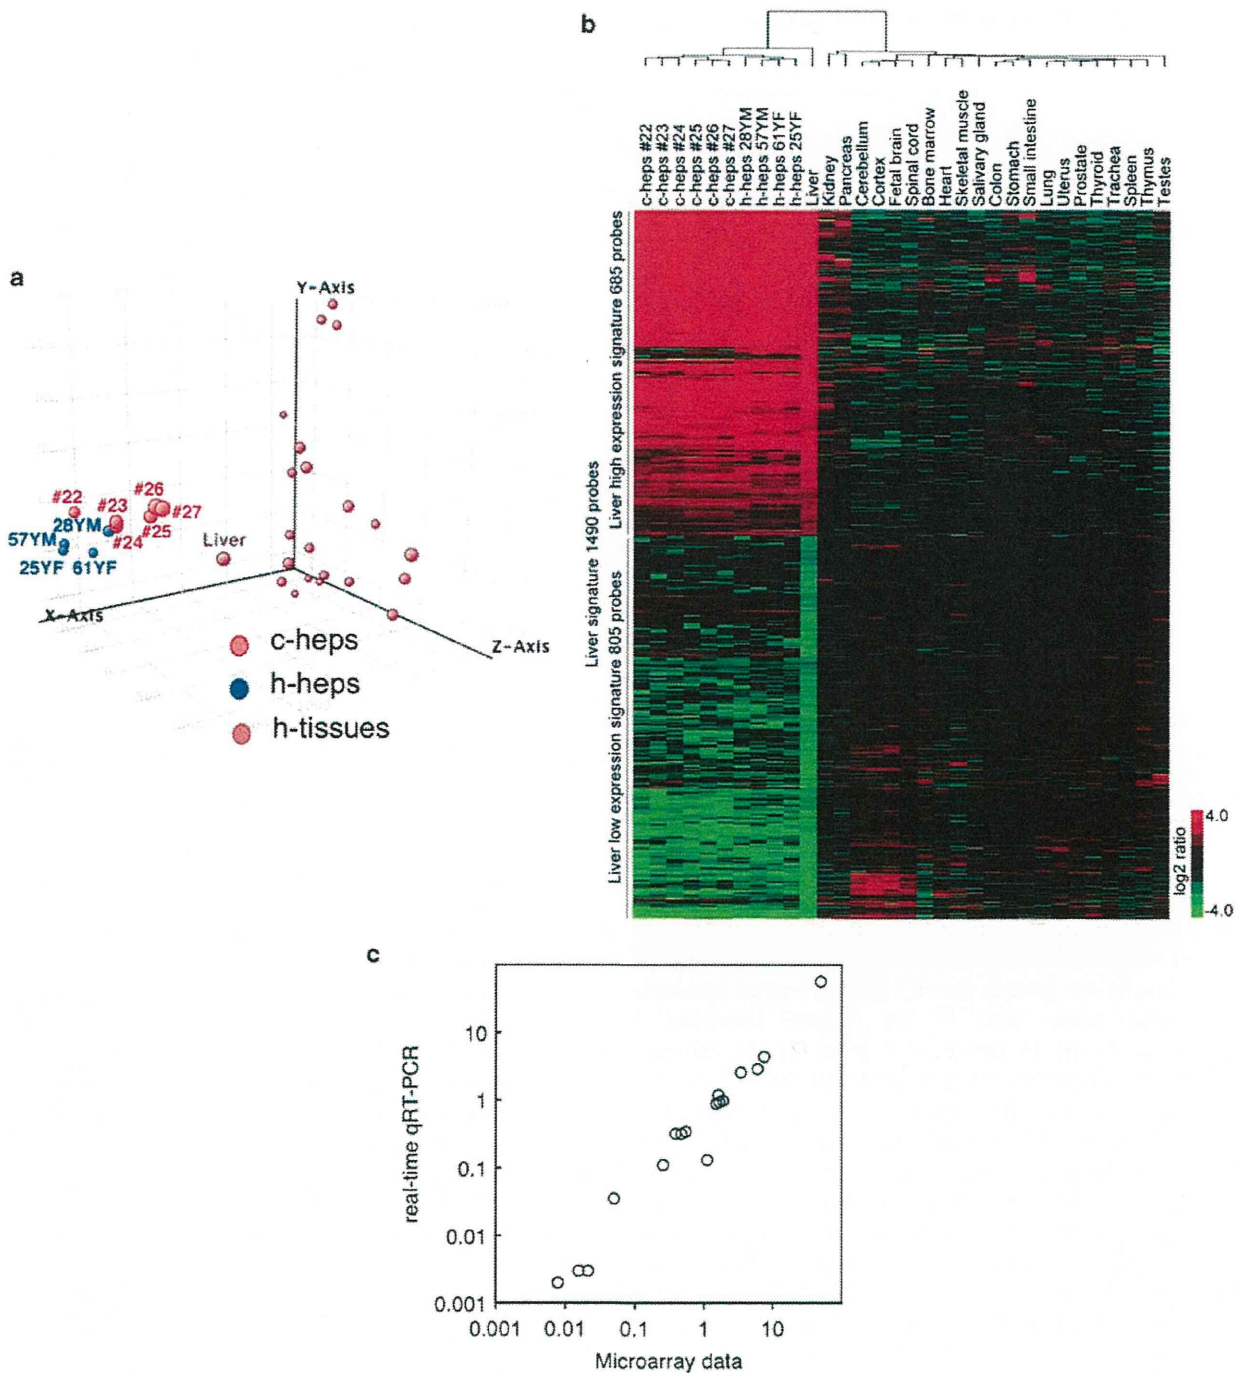 a
Y-Axis
#26
#22
#23
#27
28YM
#25
57YM
#24
Liver
25YF
61YF
X-Axis
Z-Axis
c-heps
h-heps
h-tissues
b
c-heps #22
c-heps #23
c-heps #24
c-heps #25
c-heps #26
c-heps #27
h-heps 28YM
h-heps 57YM
h-heps 61YF
h-heps 25YF
Liver
Kidney
Pancreas
Cerebellum
Cortex
Fetal brain
Spinal cord
Bone marrow
Heart
Skeletal muscle
Salivary gland
Colon
Stomach
Small intestine
Lung
Uterus
Prostate
Thyroid
Trachea
Spleen
Thymus
Testes
Liver signature 1490 probes
Liver high expression signature 685 probes
Liver low expression signature 805 probes
log2 ratio
4.0
-4.0
c
real-time qRT-PCR
10
1
0.1
0.01
0.001
0.001
0.01
0.1
1
10
Microarray data